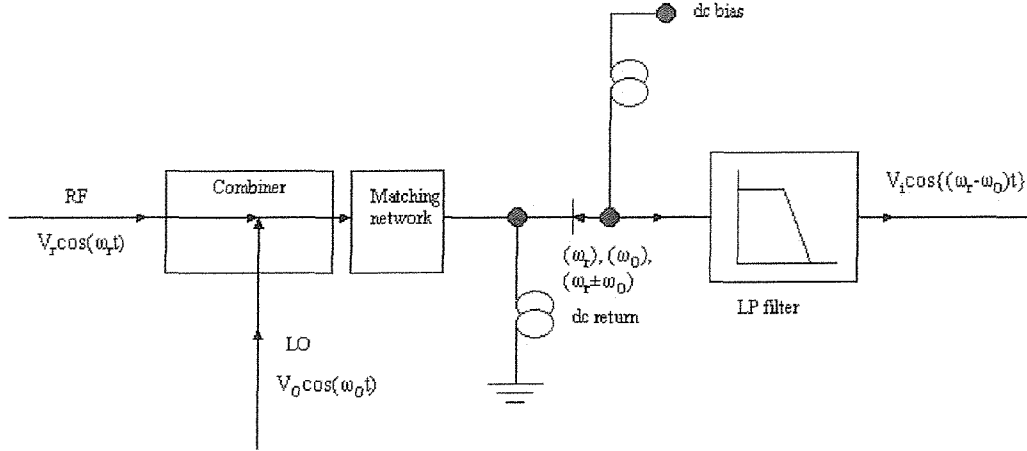 dc bias
RF
V_r cos(ω_r t)
Combiner
Matching
network
LO
V_0 cos(ω_0 t)
(ω_r), (ω_0),
(ω_r±ω_0)
dc return
LP filter
V_i cos{(ω_r-ω_0)t}